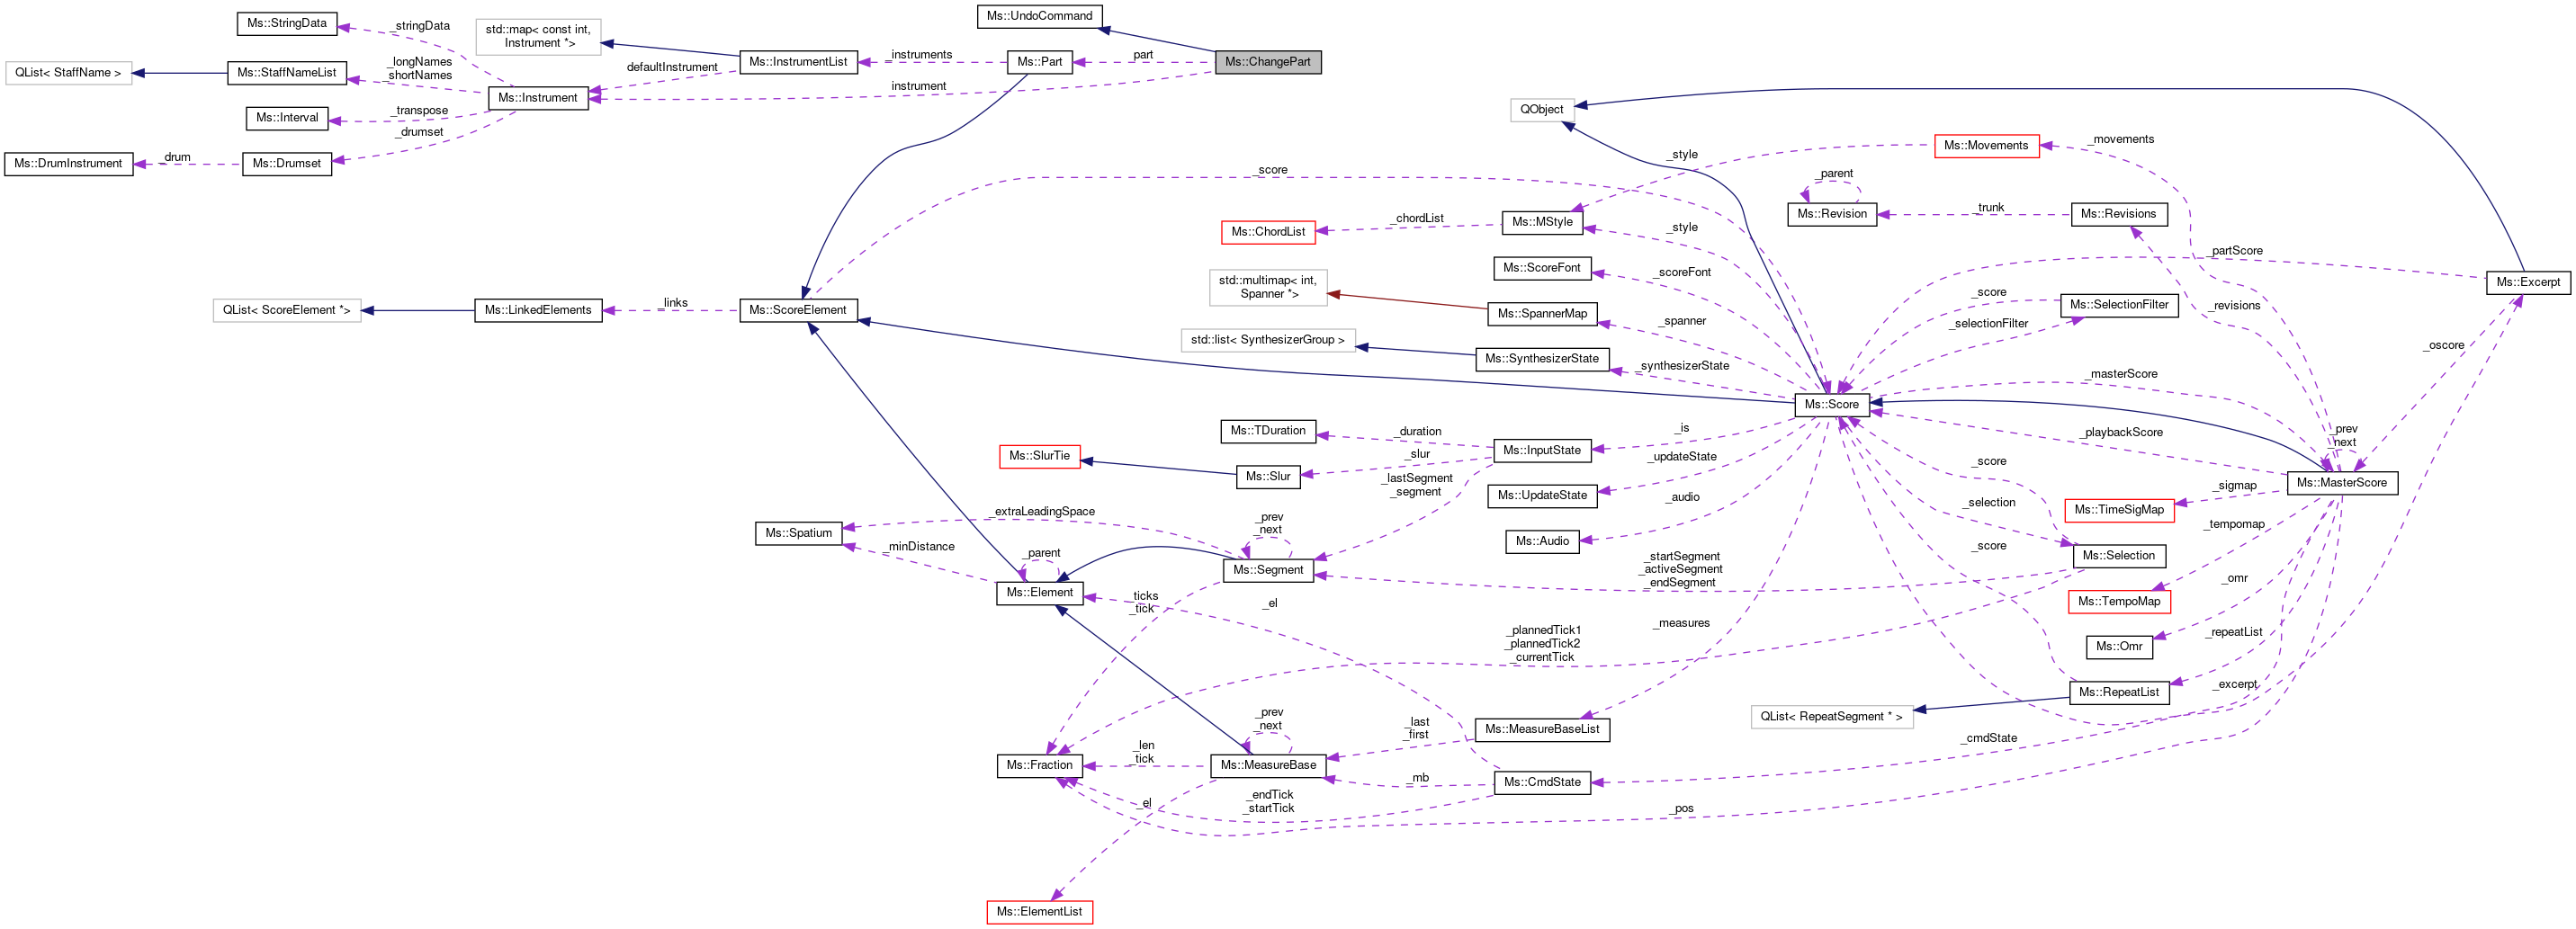 Ms::UndoCommand
Ms::StringData
_stringData
std::map< const int,
Instrument *>
_instruments
part
Ms::InstrumentList
Ms::Part
Ms::ChangePart
QList< StaffName >
Ms::StaffNameList
_longNames
_shortNames
defaultInstrument
instrument
Ms::Instrument
Ms::Interval
_transpose
_drumset
Ms::DrumInstrument
_drum
Ms::Drumset
QObject
_movements
Ms::Movements
_style
_score
_parent
Ms::Revision
_trunk
Ms::Revisions
_chordList
Ms::MStyle
Ms::ChordList
_style
_partScore
Ms::ScoreFont
_scoreFont
Ms::Excerpt
std::multimap< int,
Spanner *>
_score
Ms::SelectionFilter
_revisions
QList< ScoreElement *>
Ms::LinkedElements
_links
Ms::ScoreElement
Ms::SpannerMap
_spanner
_selectionFilter
std::list< SynthesizerGroup >
Ms::SynthesizerState
_synthesizerState
_oscore
_masterScore
Ms::Score
_playbackScore
_prev
_next
Ms::TDuration
_duration
_is
Ms::InputState
Ms::SlurTie
_slur
_updateState
_score
Ms::Slur
_lastSegment
_segment
Ms::MasterScore
Ms::UpdateState
_audio
_selection
_sigmap
Ms::TimeSigMap
_extraLeadingSpace
_prev
_next
_tempomap
Ms::Spatium
_minDistance
Ms::Audio
_score
_parent
Ms::Segment
_startSegment
_activeSegment
_endSegment
Ms::Selection
_omr
Ms::Element
_ticks
_tick
_el
Ms::TempoMap
_plannedTick1
_plannedTick2
_currentTick
_measures
_repeatList
Ms::Omr
_excerpt
Ms::RepeatList
_prev
_next
_last
_first
Ms::MeasureBaseList
QList< RepeatSegment * >
_len
_tick
_cmdState
Ms::Fraction
Ms::MeasureBase
_mb
Ms::CmdState
_el
_endTick
_startTick
_pos
Ms::ElementList